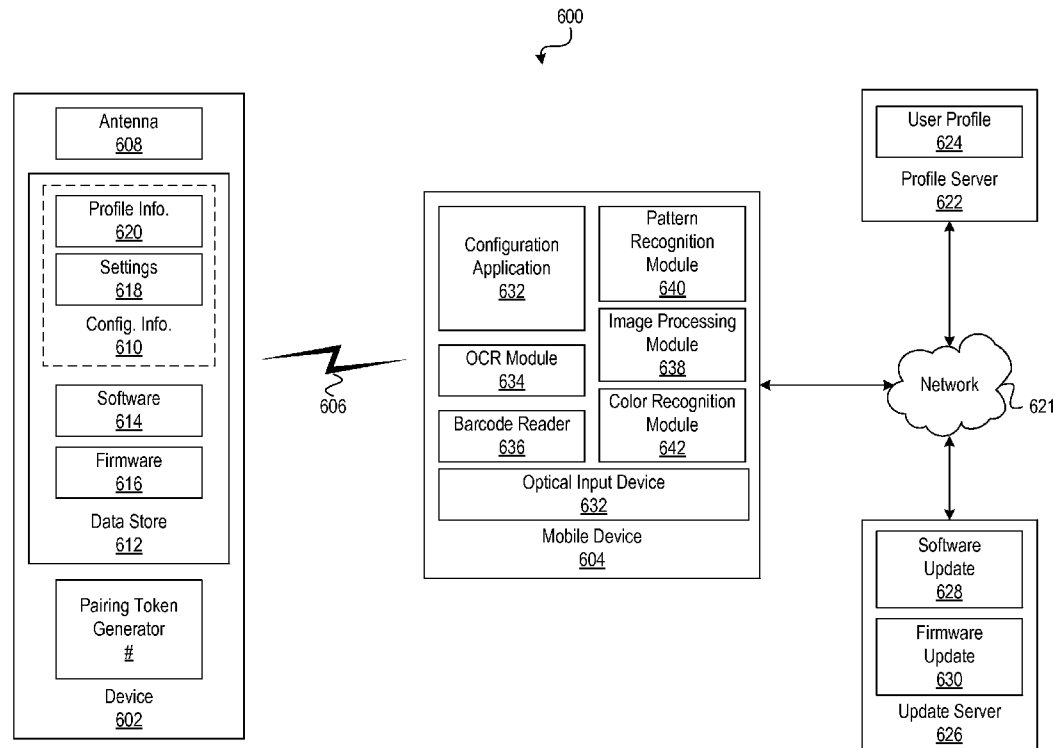 600
Antenna
608
Profile Info.
620
Settings
618
Config. Info.
610
Software
614
Firmware
616
Data Store
612
Pairing Token
Generator
#
Device
602
606
Configuration
Application
632
OCR Module
634
Barcode Reader
636
Pattern
Recognition
Module
640
Image Processing
Module
638
Color Recognition
Module
642
Optical Input Device
632
Mobile Device
604
User Profile
624
Profile Server
622
Network
621
Software
Update
628
Firmware
Update
630
Update Server
626